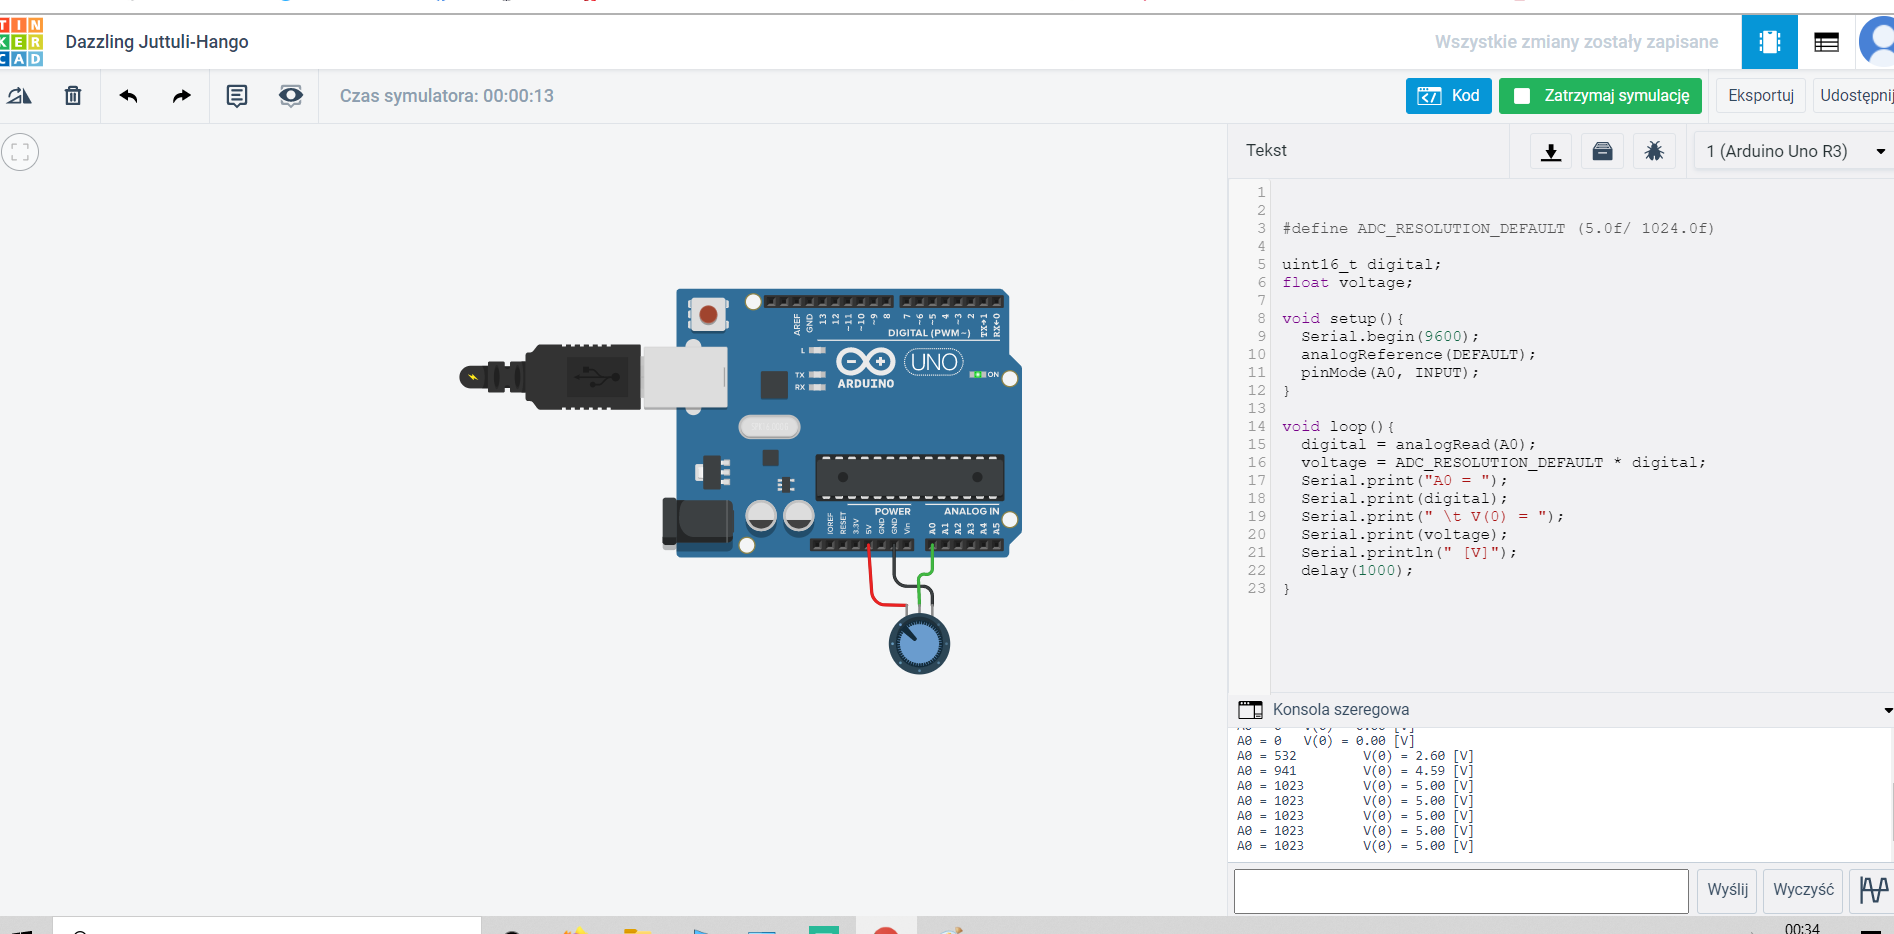 TIN
KER
CAD
Dazzling Juttuli-Hango
Wszystkie zmiany zostały zapisane
Czas symulatora: 00:00:13
Kod
Zatrzymaj symulację
Eksportuj
Udostępnij
Tekst
1 (Arduino Uno R3)
1
2
3 #define ADC_RESOLUTION_DEFAULT (5.0f/ 1024.0f)
4
5 uint16_t digital;
6 float voltage;
7
8 void setup(){
9 Serial.begin(9600);
10 analogReference(DEFAULT);
11 pinMode(A0, INPUT);
12 }
13
14 void loop(){
15 digital = analogRead(A0);
16 voltage = ADC_RESOLUTION_DEFAULT * digital;
17 Serial.print("A0 = ");
18 Serial.print(digital);
19 Serial.print(" \t V(0) = ");
20 Serial.print(voltage);
21 Serial.println(" [V]");
22 delay(1000);
23 }
AREF GND 13 12 ~11 ~10 ~9 8 7 ~6 ~5 4 ~3 2 TX→1 RX←0
DIGITAL (PWM~)
L
TX
RX
UNO
ON
ARDUINO
POWER
ANALOG IN
IOREF RESET 3.3V 5V GND GND Vin A0 A1 A2 A3 A4 A5
Konsola szeregowa
A0 = 0 V(0) = 0.00 [V]
A0 = 532 V(0) = 2.60 [V]
A0 = 941 V(0) = 4.59 [V]
A0 = 1023 V(0) = 5.00 [V]
A0 = 1023 V(0) = 5.00 [V]
A0 = 1023 V(0) = 5.00 [V]
A0 = 1023 V(0) = 5.00 [V]
A0 = 1023 V(0) = 5.00 [V]
Wyślij
Wyczyść
00:34